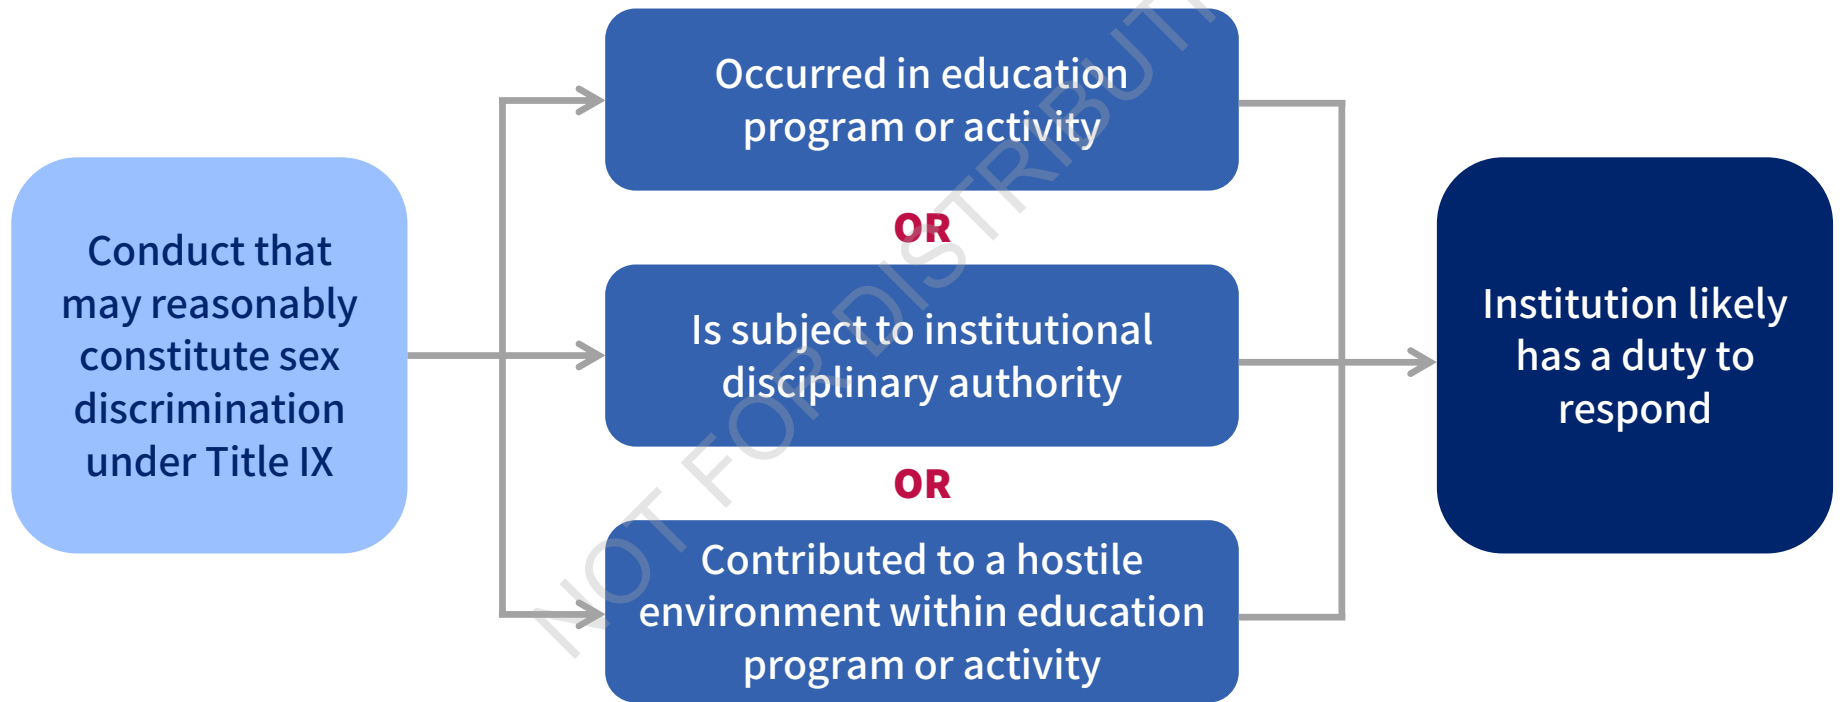 Conduct that
may reasonably
constitute sex
discrimination
under Title IX
Occurred in education
program or activity
OR
Is subject to institutional
disciplinary authority
OR
Contributed to a hostile
environment within education
program or activity
Institution likely
has a duty to
respond
NOT FOR DISTRIBUT